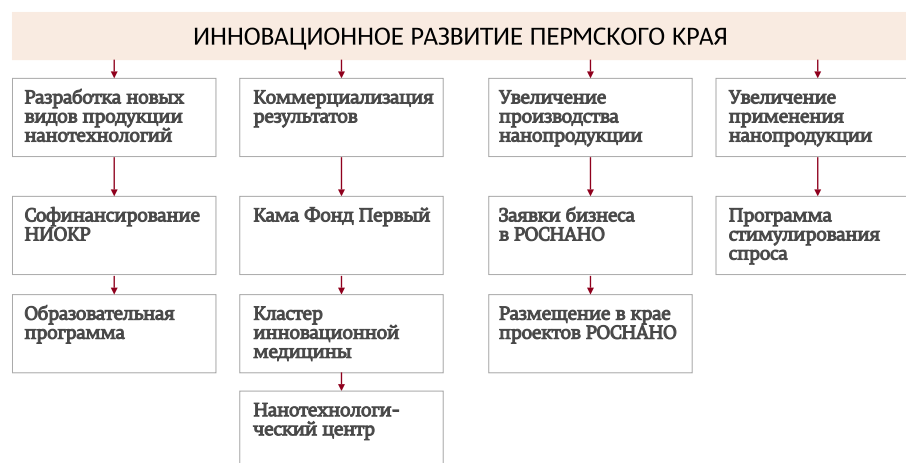 ИННОВАЦИОННОЕ РАЗВИТИЕ ПЕРМСКОГО КРАЯ
Разработка новых
видов продукции
нанотехнологий
Софинансирование
НИОКР
Образовательная
программа
Коммерциализация
результатов
Кама Фонд Первый
Кластер
инновационной
медицины
Нанотехнологи-
ческий центр
Увеличение
производства
нанопродукции
Заявки бизнеса
в РОСНАНО
Размещение в крае
проектов РОСНАНО
Увеличение
применения
нанопродукции
Программа
стимулирования
спроса